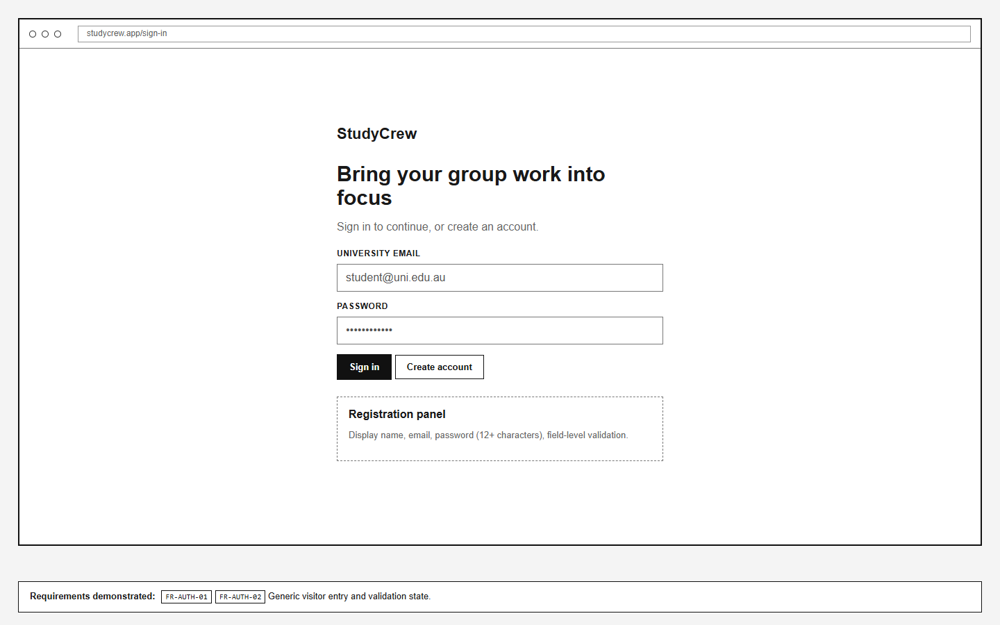 studycrew.app/sign-in
StudyCrew
Bring your group work into
focus
Sign in to continue, or create an account.
UNIVERSITY EMAIL
student@uni.edu.au
PASSWORD
••••••••••••
Sign in Create account
Registration panel
Display name, email, password (12+ characters), field-level validation.
Requirements demonstrated: FR-AUTH-01 FR-AUTH-02 Generic visitor entry and validation state.